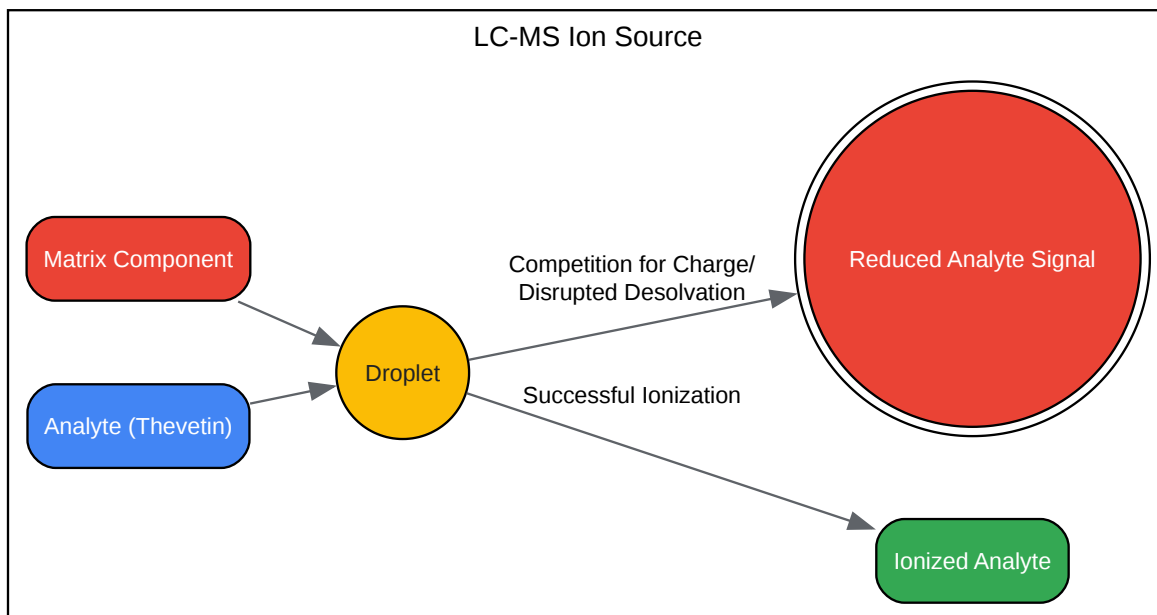 LC-MS Ion Source
Matrix Component
Analyte (Thevetin)
Droplet
Competition for Charge/
Disrupted Desolvation
Successful Ionization
Reduced Analyte Signal
Ionized Analyte